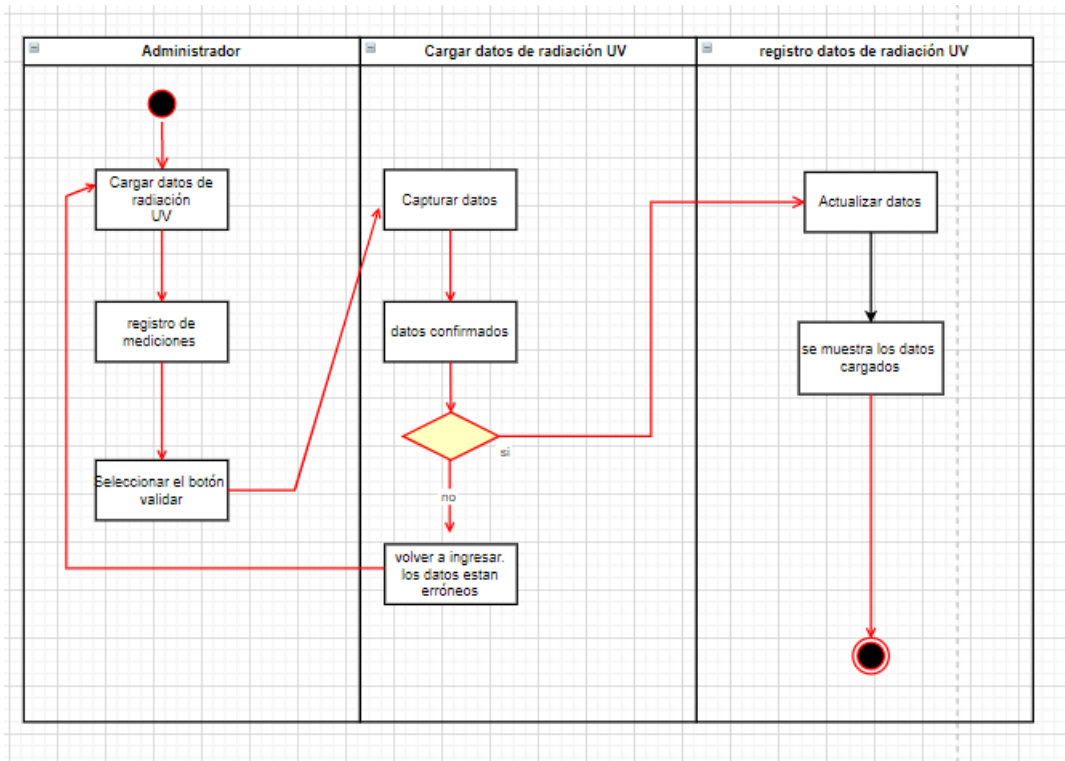 Administrador
Cargar datos de radiación UV
registro datos de radiación UV
Cargar datos de
radiación
UV
registro de
mediciones
Seleccionar el botón
validar
Capturar datos
datos confirmados
si
no
volver a ingresar.
los datos estan
erróneos
Actualizar datos
se muestra los datos
cargados